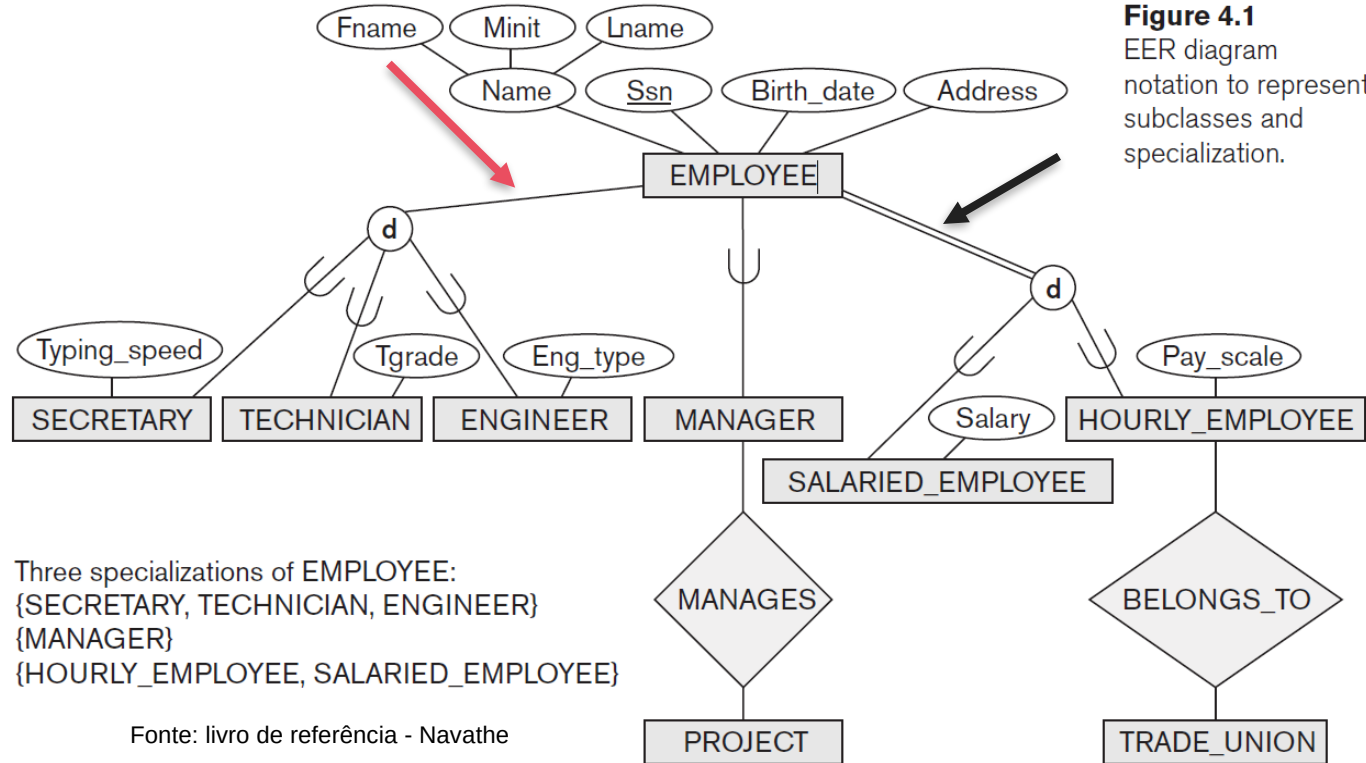 Fname Minit Lname
Figure 4.1
EER diagram
notation to represent
subclasses and
specialization.
Name Ssn Birth_date Address
EMPLOYEE
d
d
Typing_speed Tgrade Eng_type Pay_scale
SECRETARY TECHNICIAN ENGINEER MANAGER Salary HOURLY_EMPLOYEE
SALARIED_EMPLOYEE
Three specializations of EMPLOYEE:
{SECRETARY, TECHNICIAN, ENGINEER}
{MANAGER}
{HOURLY_EMPLOYEE, SALARIED_EMPLOYEE}
MANAGES BELONGS_TO
Fonte: livro de referência - Navathe
PROJECT TRADE_UNION